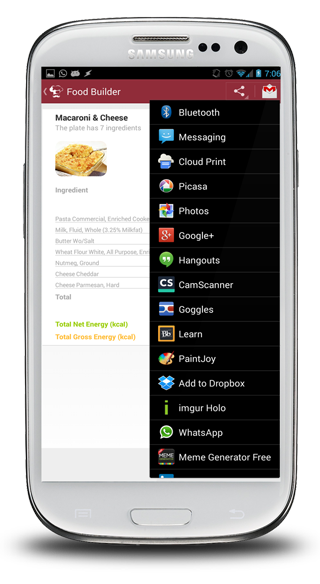 SAMSUNG
7:06
Food Builder
Macaroni & Cheese
The plate has 7 ingredients
Ingredient
Pasta Commercial, Enriched Cooke
Milk, Fluid, Whole (3.25% Milkfat)
Butter Wo/Salt
Wheat Flour White, All Purpose, Enri
Nutmeg, Ground
Cheese Cheddar
Cheese Parmesan, Hard
Total
Total Net Energy (kcal)
Total Gross Energy (kcal)
Bluetooth
Messaging
Cloud Print
Picasa
Photos
Google+
Hangouts
CS CamScanner
Goggles
Bb Learn
PaintJoy
Add to Dropbox
imgur Holo
WhatsApp
MEME Meme Generator Free